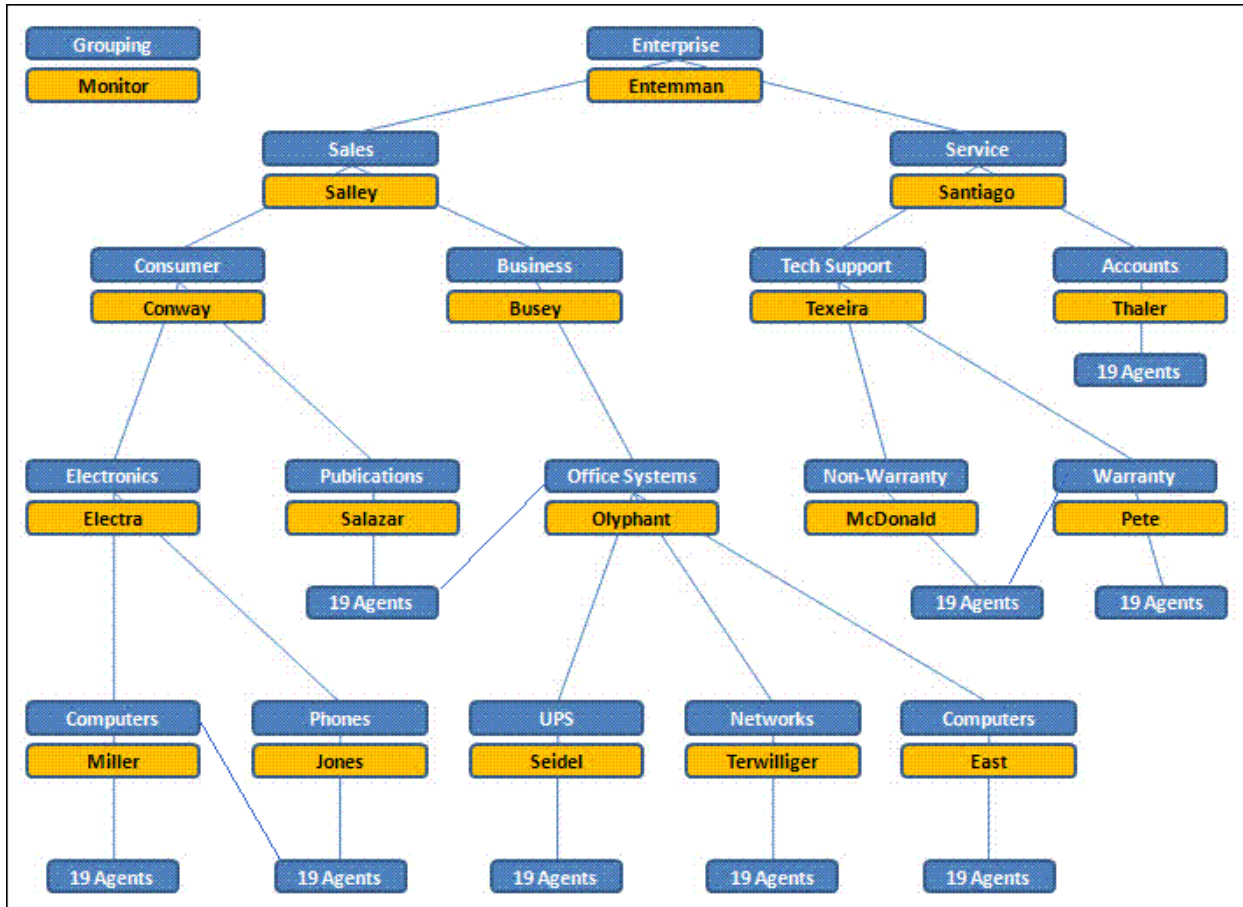 Grouping
Enterprise
Monitor
Entemman
Sales
Service
Salley
Santiago
Consumer
Business
Tech Support
Accounts
Conway
Busey
Texeira
Thaler
19 Agents
Electronics
Publications
Office Systems
Non-Warranty
Warranty
Electra
Salazar
Olyphant
McDonald
Pete
19 Agents
19 Agents
19 Agents
Computers
Phones
UPS
Networks
Computers
Miller
Jones
Seidel
Terwilliger
East
19 Agents
19 Agents
19 Agents
19 Agents
19 Agents